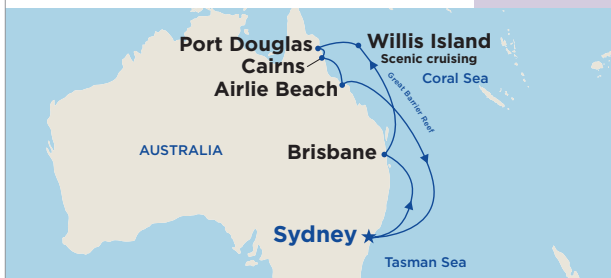 Port Douglas
Willis Island
Scenic cruising
Cairns
Coral Sea
Airlie Beach
Great Barrier Reef
AUSTRALIA
Brisbane
Sydney
Tasman Sea